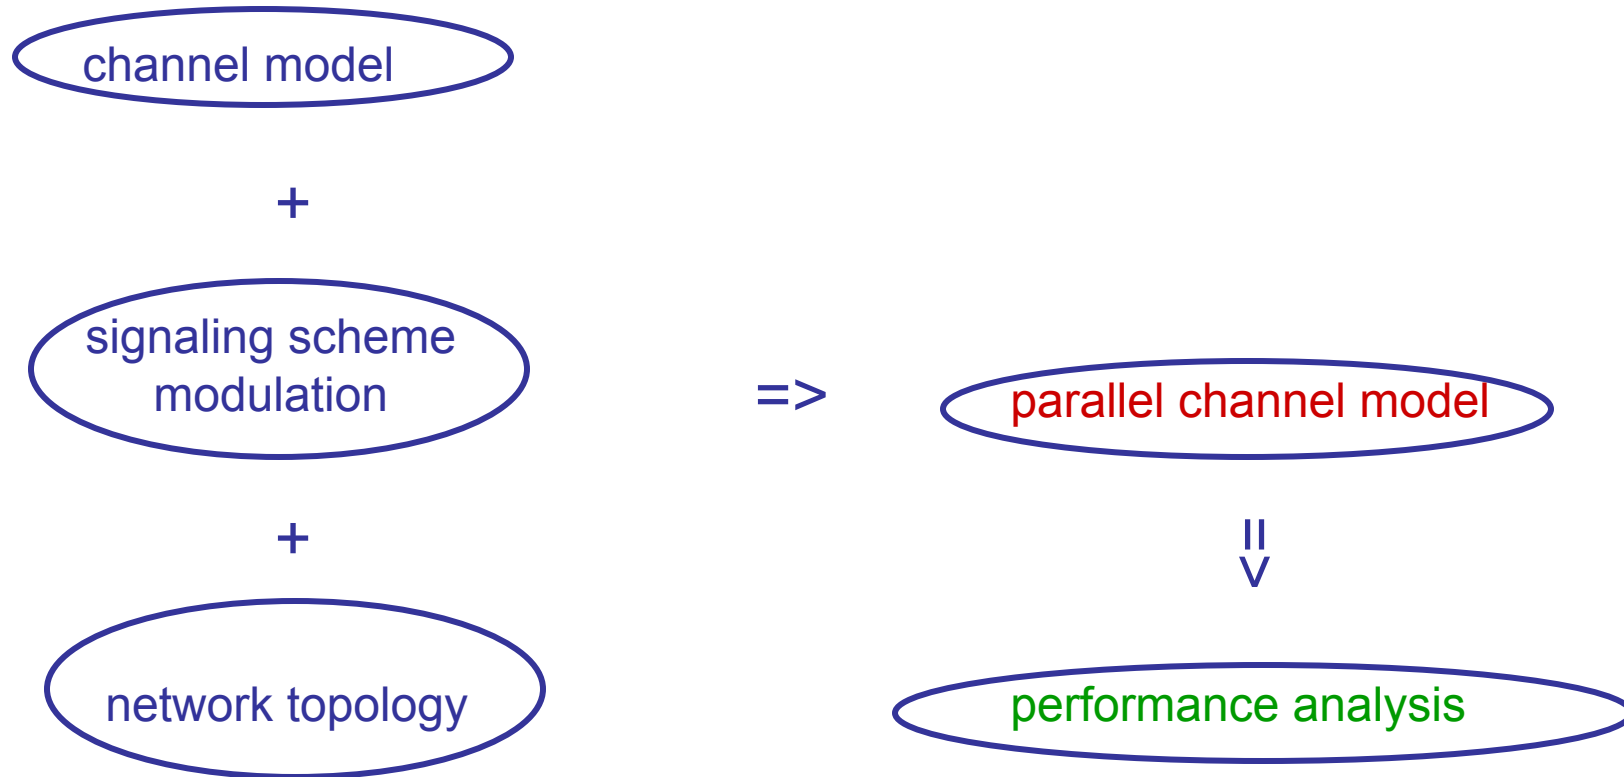 channel model
+
signaling scheme
modulation
+
network topology
=>
parallel channel model
=>
performance analysis